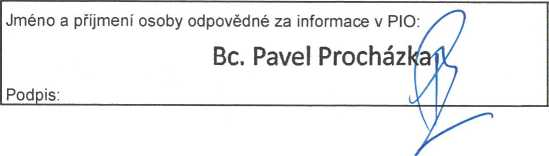 Jméno a příjmení osoby odpovědné za informace v PIO:
Bc. Pavel Procházka
Podpis: